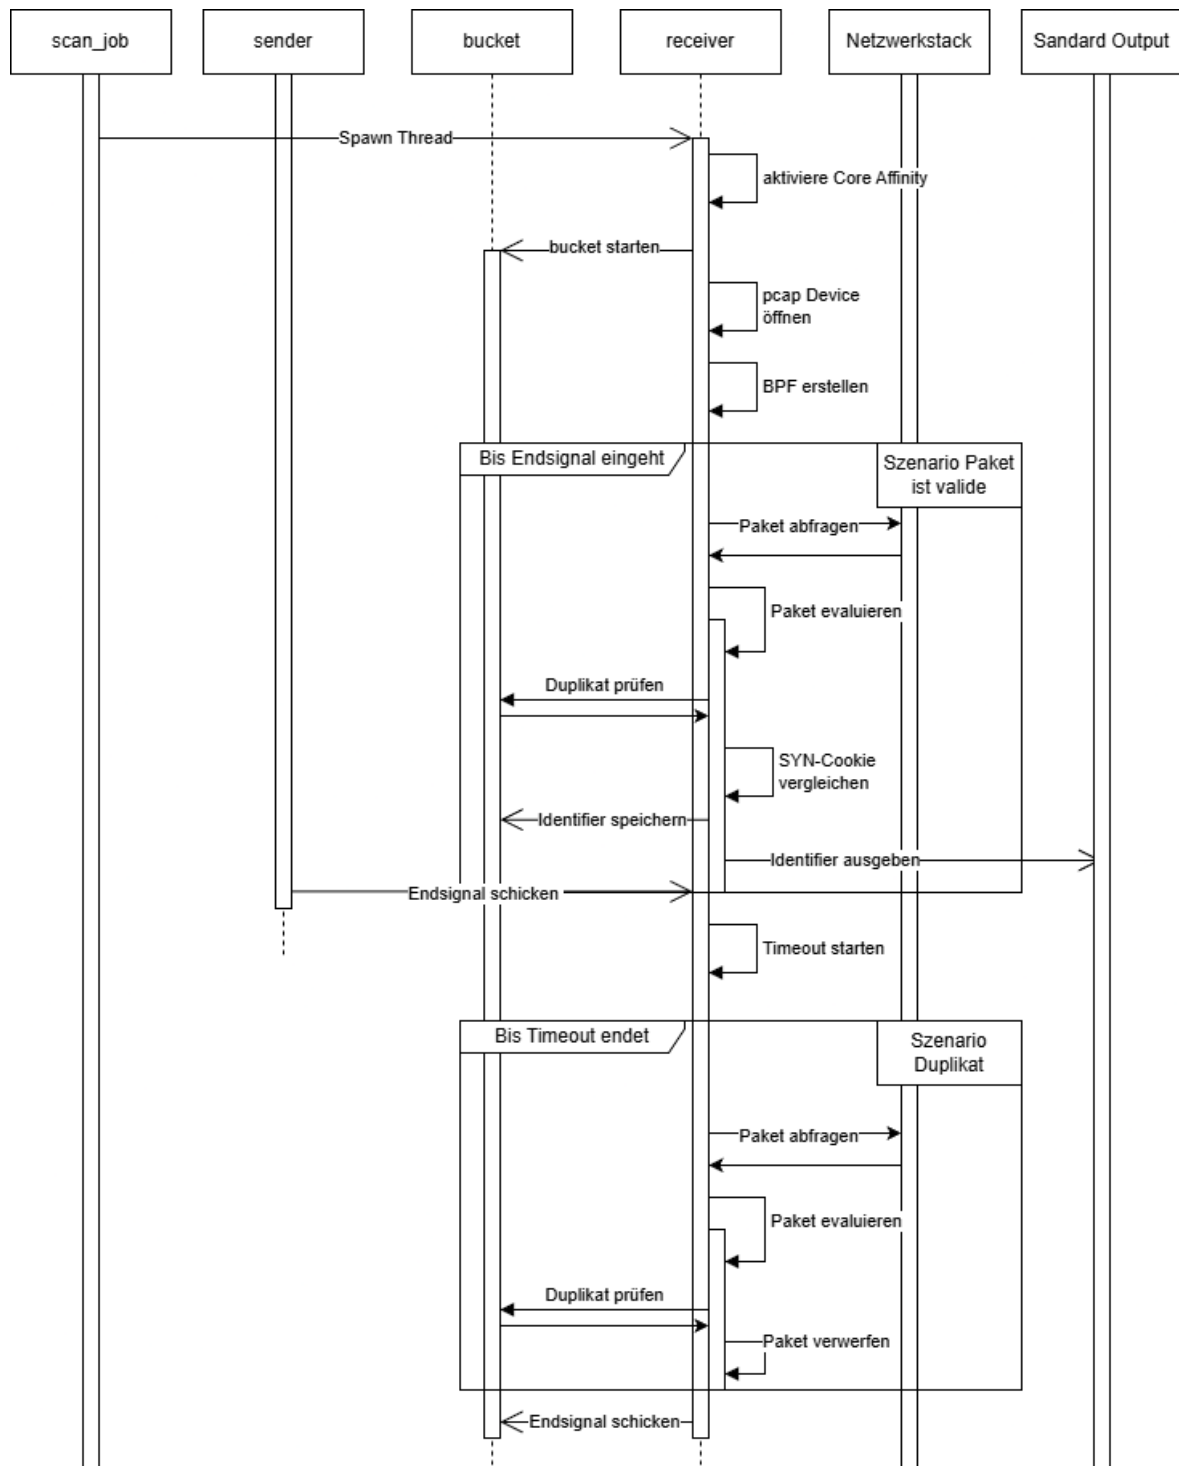 scan_job
sender
bucket
receiver
Netzwerkstack
Sandard Output
Spawn Thread
aktiviere Core Affinity
bucket starten
pcap Device
öffnen
BPF erstellen
Bis Endsignal eingeht
Szenario Paket
ist valide
Paket abfragen
Paket evaluieren
Duplikat prüfen
SYN-Cookie
vergleichen
Identifier speichern
Identifier ausgeben
Endsignal schicken
Timeout starten
Bis Timeout endet
Szenario
Duplikat
Paket abfragen
Paket evaluieren
Duplikat prüfen
Paket verwerfen
Endsignal schicken